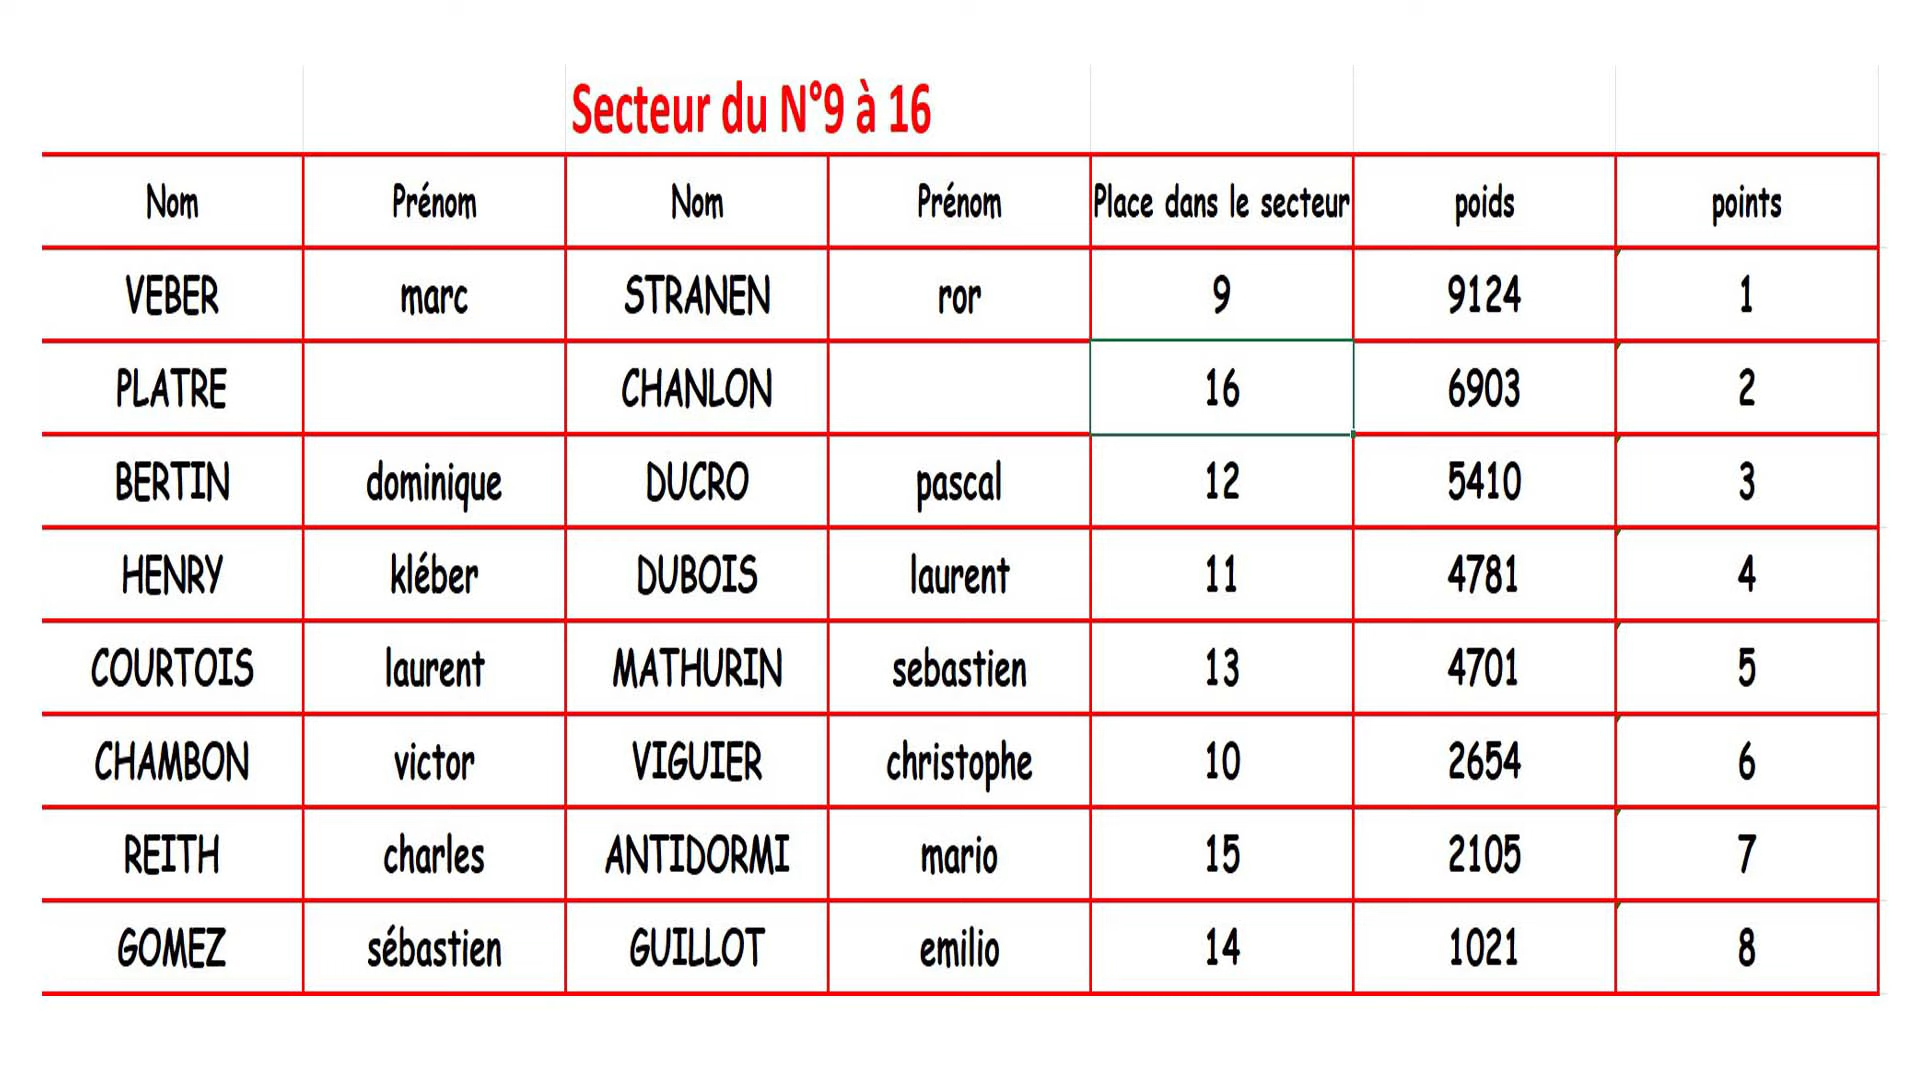 Secteur du N°9 à 16
Nom Prénom Nom Prénom Place dans le secteur poids points
VEBER marc STRANEN ror 9 9124 1
PLATRE CHANLON 16 6903 2
BERTIN dominique DUCRO pascal 12 5410 3
HENRY kléber DUBOIS laurent 11 4781 4
COURTOIS laurent MATHURIN sebastien 13 4701 5
CHAMBON victor VIGUIER christophe 10 2654 6
REITH charles ANTIDORMI mario 15 2105 7
GOMEZ sébastien GUILLOT emilio 14 1021 8